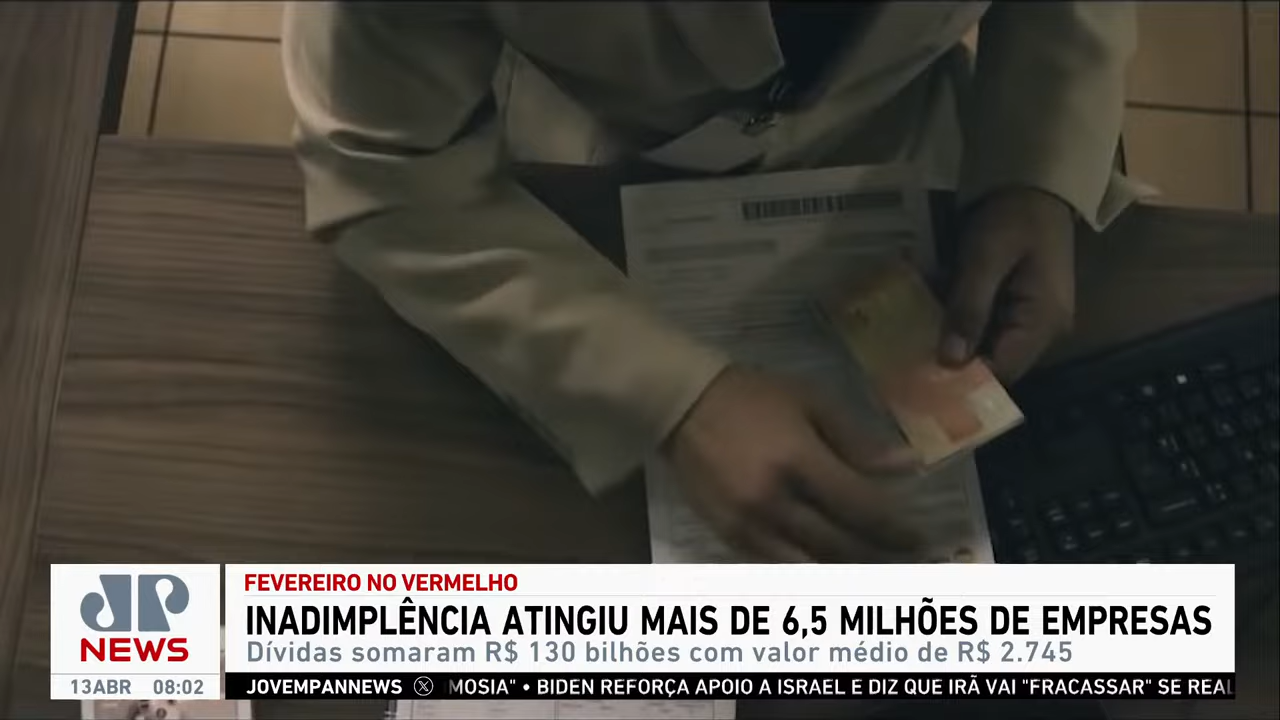 FEVEREIRO NO VERMELHO
INADIMPLÊNCIA ATINGIU MAIS DE 6,5 MILHÕES DE EMPRESAS
Dívidas somaram R$ 130 bilhões com valor médio de R$ 2.745
JP
NEWS
13ABR 08:02
JOVEMPANNEWS X MOSIA" • BIDEN REFORÇA APOIO A ISRAEL E DIZ QUE IRÃ VAI "FRACASSAR" SE REAL